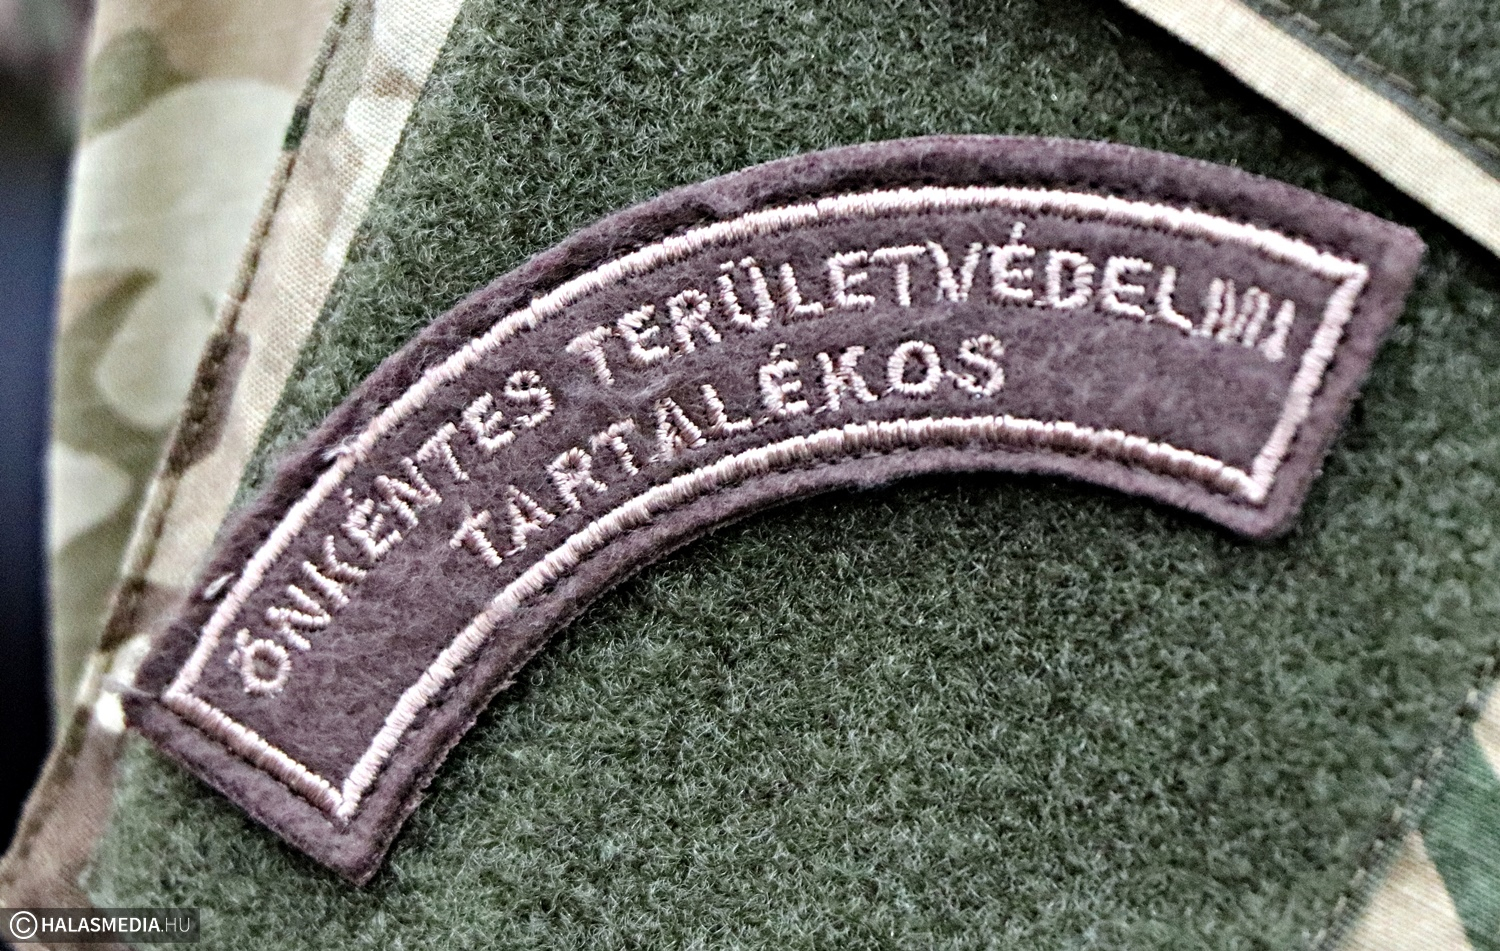 ÖNKÉNTES TERÜLETVÉDELMI
TARTALÉKOS
© HALASMEDIA.HU